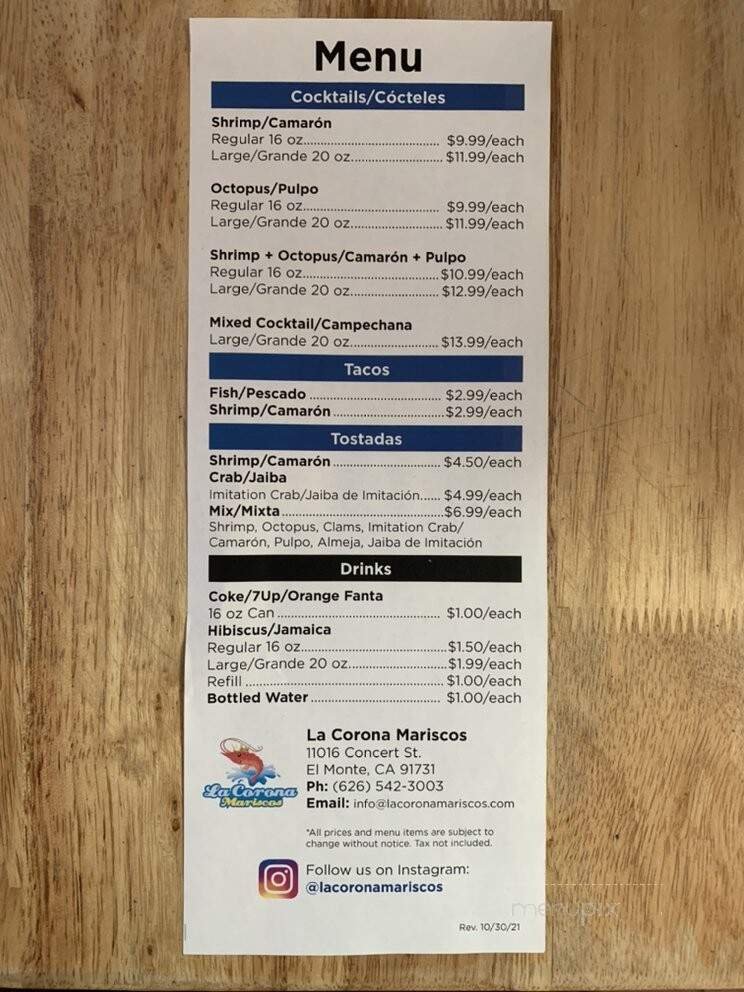 Menu
Cocktails/Cócteles
Shrimp/Camarón
Regular 16 oz.................................. $9.99/each
Large/Grande 20 oz....................... $11.99/each
Octopus/Pulpo
Regular 16 oz.................................. $9.99/each
Large/Grande 20 oz....................... $11.99/each
Shrimp + Octopus/Camarón + Pulpo
Regular 16 oz.................................. $10.99/each
Large/Grande 20 oz....................... $12.99/each
Mixed Cocktail/Campechana
Large/Grande 20 oz....................... $13.99/each
Tacos
Fish/Pescado ................................. $2.99/each
Shrimp/Camarón........................... $2.99/each
Tostadas
Shrimp/Camarón........................... $4.50/each
Crab/Jaiba
Imitation Crab/Jaiba de Imitación...... $4.99/each
Mix/Mixta........................................ $6.99/each
Shrimp, Octopus, Clams, Imitation Crab/
Camarón, Pulpo, Almeja, Jaiba de Imitación
Drinks
Coke/7Up/Orange Fanta
16 oz Can ........................................ $1.00/each
Hibiscus/Jamaica
Regular 16 oz.................................. $1.50/each
Large/Grande 20 oz....................... $1.99/each
Refill ................................................ $1.00/each
Bottled Water................................ $1.00/each
La Corona Mariscos
11016 Concert St.
El Monte, CA 91731
Ph: (626) 542-3003
Email: info@lacoronamariscos.com
La Corona
Mariscos
*All prices and menu items are subject to
change without notice. Tax not included.
Follow us on Instagram:
@lacoronamariscos
menupix
Rev. 10/30/21